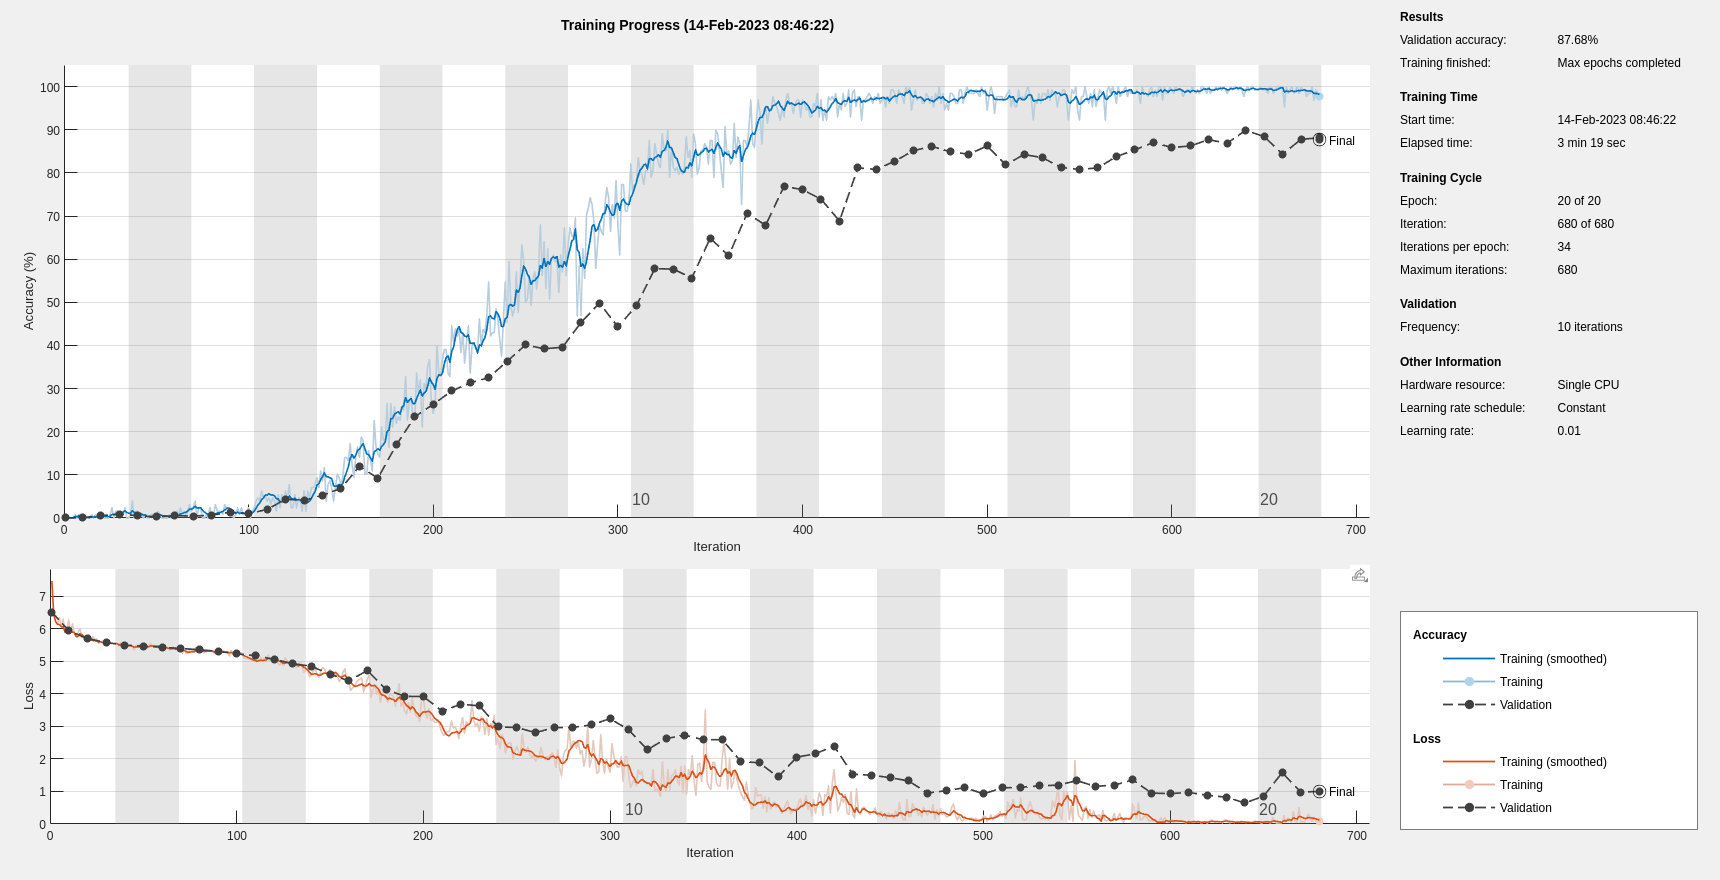 Training Progress (14-Feb-2023 08:46:22)
100
90
80
70
60
50
40
30
20
10
0
Accuracy (%)
10
20
Final
0 100 200 300 400 500 600 700
Iteration
7
6
5
4
3
2
1
0
Loss
10
20
Final
0 100 200 300 400 500 600 700
Iteration
Results
Validation accuracy: 87.68%
Training finished: Max epochs completed
Training Time
Start time: 14-Feb-2023 08:46:22
Elapsed time: 3 min 19 sec
Training Cycle
Epoch: 20 of 20
Iteration: 680 of 680
Iterations per epoch: 34
Maximum iterations: 680
Validation
Frequency: 10 iterations
Other Information
Hardware resource: Single CPU
Learning rate schedule: Constant
Learning rate: 0.01
Accuracy
Training (smoothed)
Training
Validation
Loss
Training (smoothed)
Training
Validation